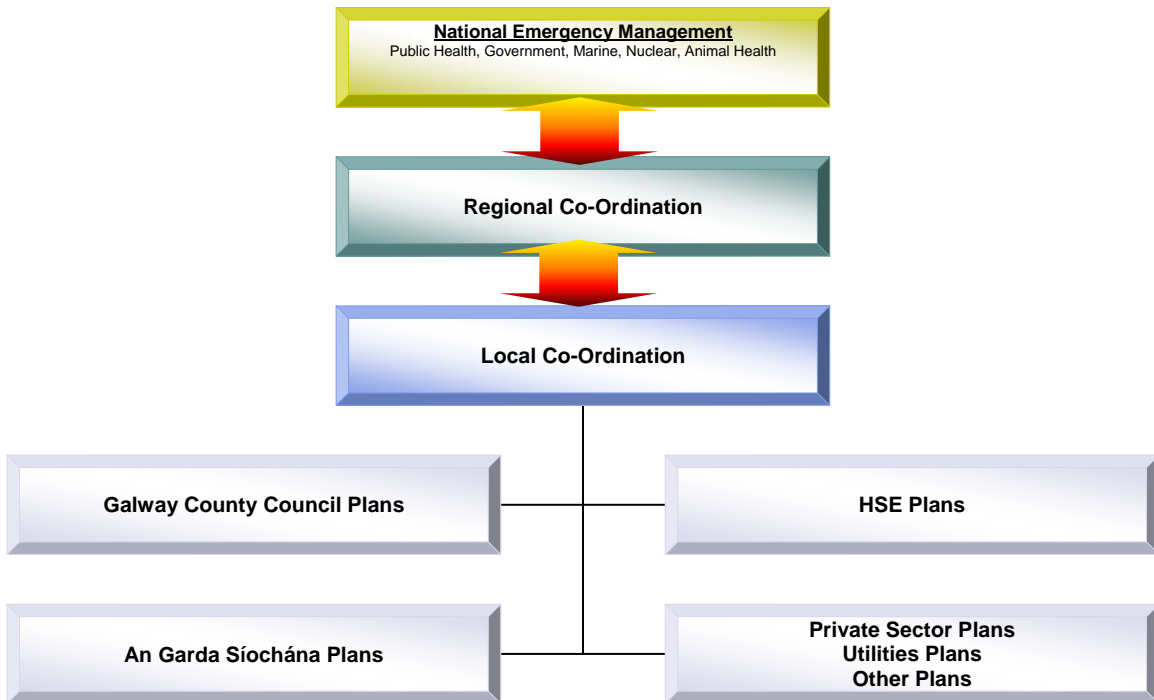 National Emergency Management
Public Health, Government, Marine, Nuclear, Animal Health
Regional Co-Ordination
Local Co-Ordination
Galway County Council Plans
HSE Plans
An Garda Síochána Plans
Private Sector Plans
Utilities Plans
Other Plans